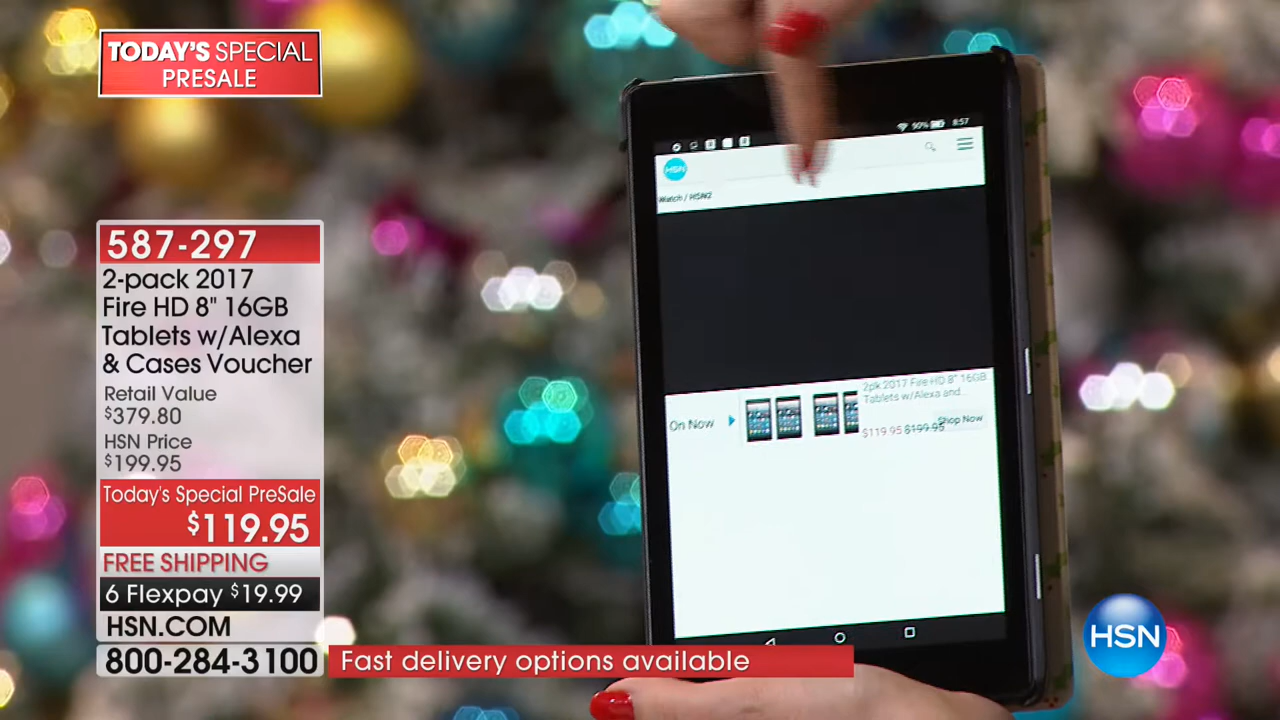 TODAY'S SPECIAL
PRESALE
587-297
2-pack 2017
Fire HD 8" 16GB
Tablets w/Alexa
& Cases Voucher
Retail Value
$379.80
HSN Price
$199.95
Today's Special PreSale
$119.95
FREE SHIPPING
6 Flexpay $19.99
HSN.COM
800-284-3100
Fast delivery options available
HSN
90% 8:57
HSN
Watch / HSN2
On Now
2pk 2017 Fire HD 8" 16GB
Tablets w/Alexa and...
$119.95 $199.95
Shop Now